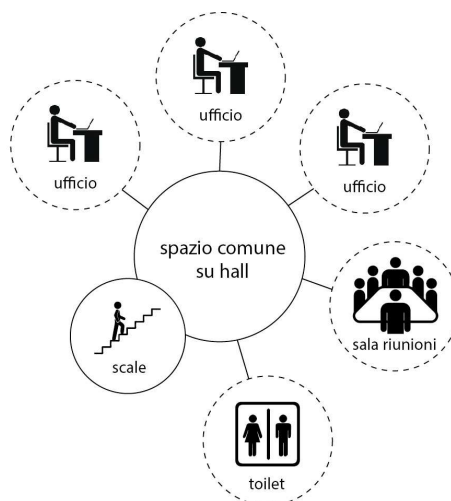 ufficio
ufficio
ufficio
spazio comune
su hall
sala riunioni
scale
toilet